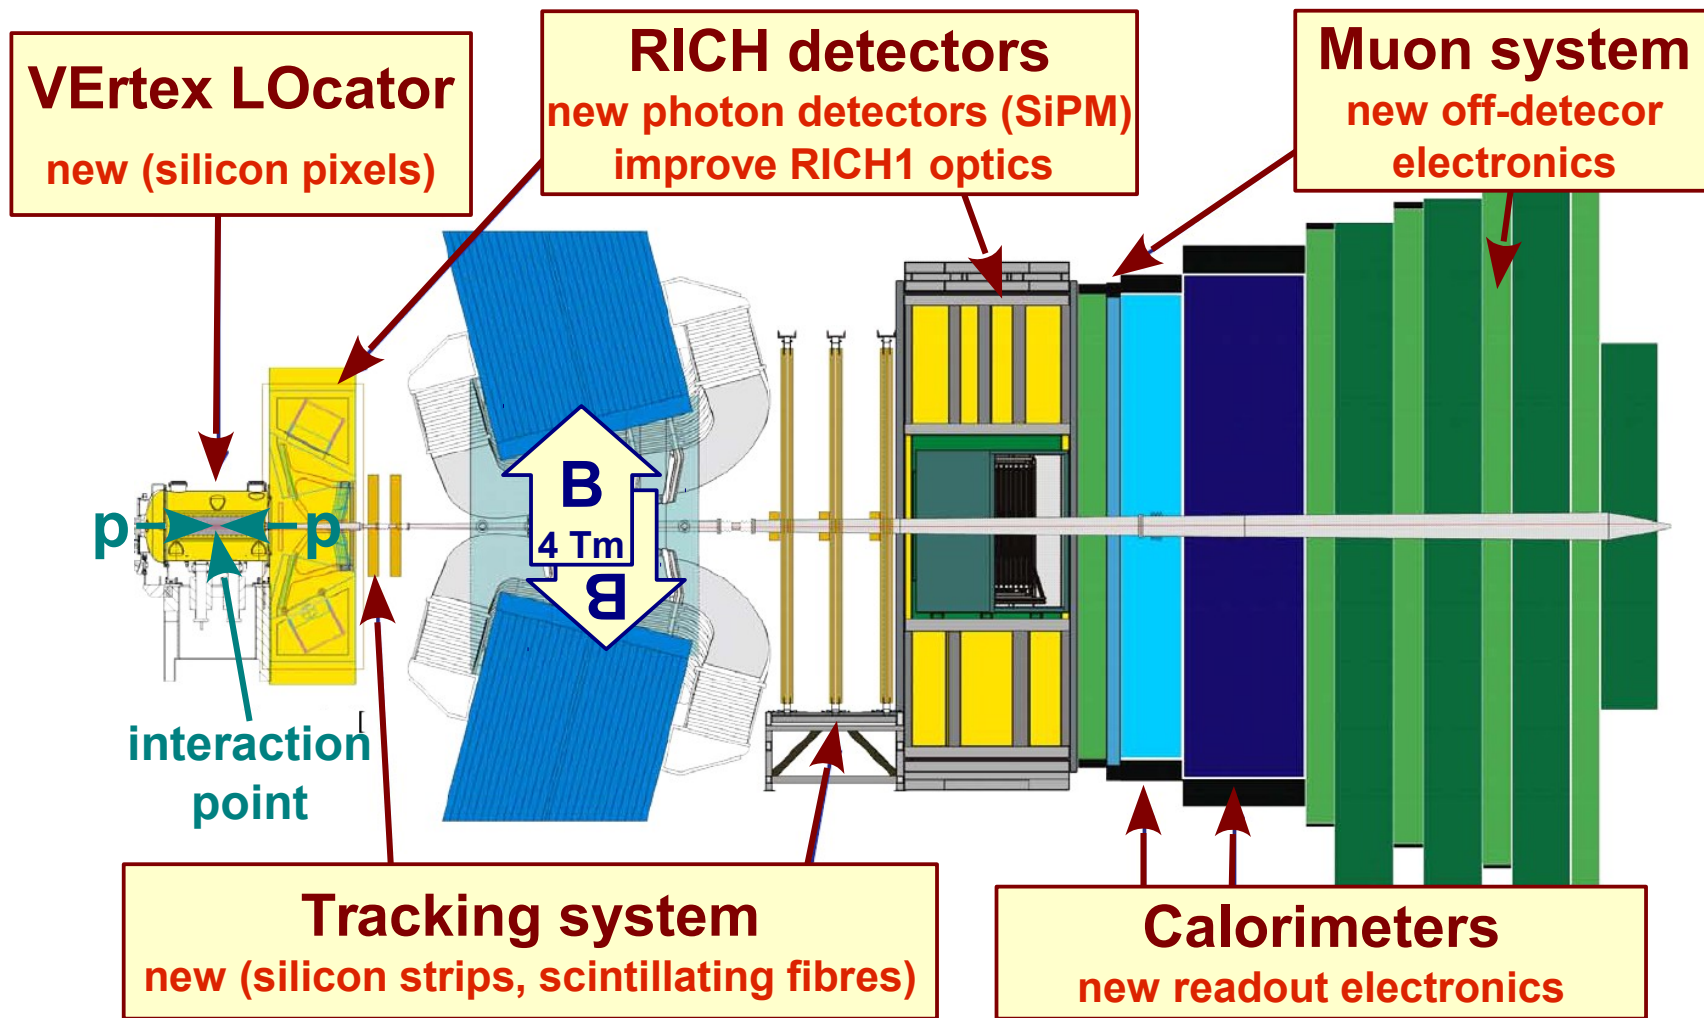 VErtex LOcator
new (silicon pixels)
RICH detectors
new photon detectors (SiPM)
improve RICH1 optics
Muon system
new off-detecor
electronics
B
4 Tm
B
p
p
interaction
point
[
Tracking system
new (silicon strips, scintillating fibres)
Calorimeters
new readout electronics